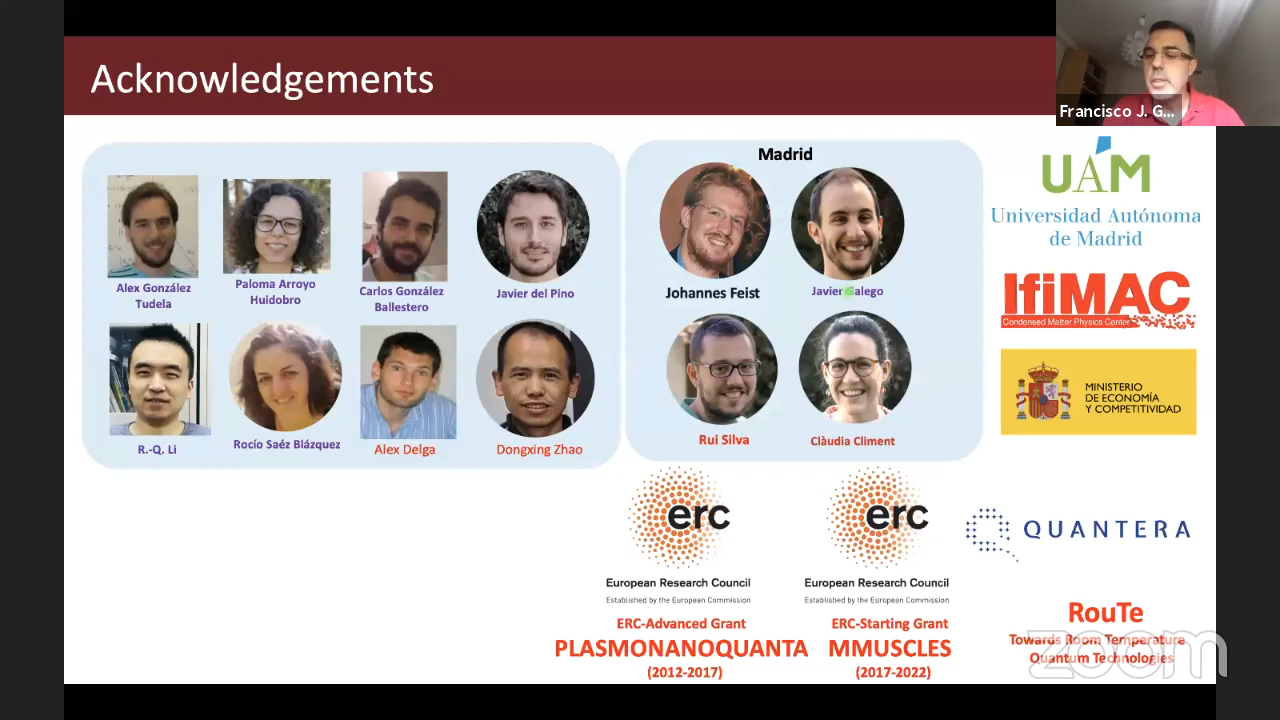 Acknowledgements
Francisco J. G...
Alex González
Tudela
Paloma Arroyo
Huidobro
Carlos González
Ballestero
Javier del Pino
R.-Q. Li
Rocío Saéz Blázquez
Alex Delga
Dongxing Zhao
Madrid
Johannes Feist
Javier Galego
Rui Silva
Clàudia Climent
UAM
Universidad Autónoma
de Madrid
IfiMAC
Condensed Matter Physics Center
MINISTERIO
DE ECONOMÍA
Y COMPETITIVIDAD
erc
European Research Council
Established by the European Commission
ERC-Advanced Grant
PLASMONANOQUANTA
(2012-2017)
erc
European Research Council
Established by the European Commission
ERC-Starting Grant
MMUSCLES
(2017-2022)
QUANTERA
RouTe
Towards Room Temperature
Quantum Technologies
zoom